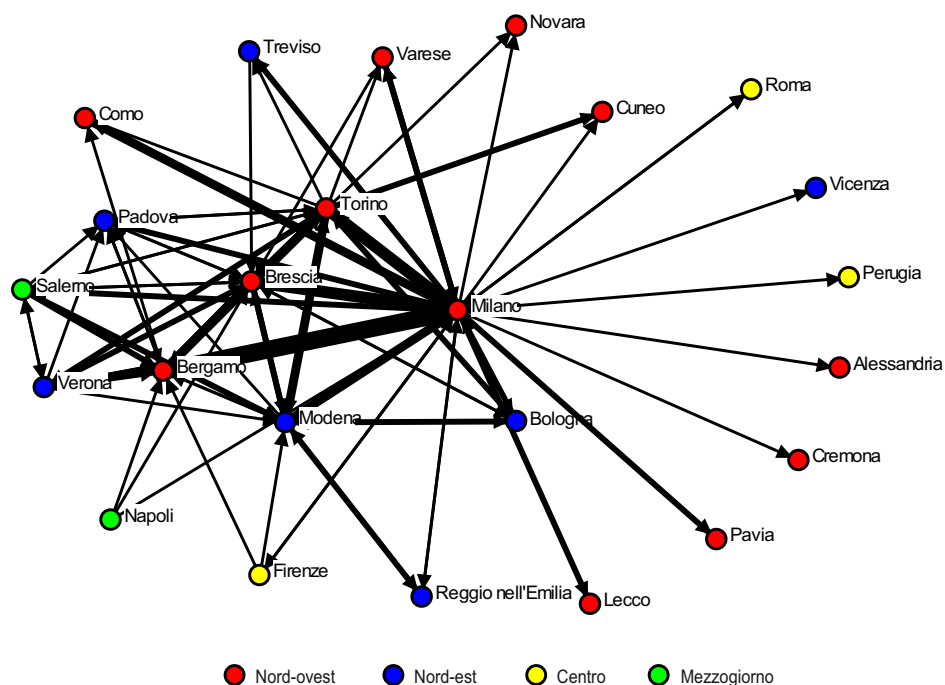 Novara
Treviso
Varese
Roma
Como
Cuneo
Vicenza
Torino
Padova
Perugia
Salerno
Brescia
Milano
Alessandria
Bergamo
Verona
Modena
Bologna
Cremona
Napoli
Pavia
Firenze
Reggio nell'Emilia
Lecco
Nord-ovest
Nord-est
Centro
Mezzogiorno